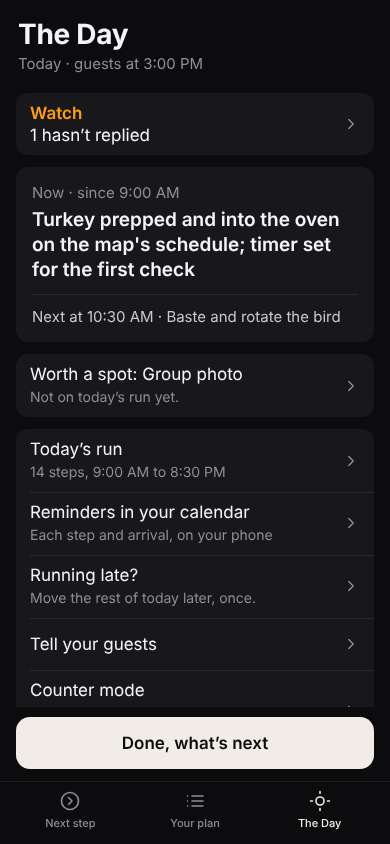 The Day
Today · guests at 3:00 PM
Watch
1 hasn’t replied
Now · since 9:00 AM
Turkey prepped and into the oven
on the map's schedule; timer set
for the first check
Next at 10:30 AM · Baste and rotate the bird
Worth a spot: Group photo
Not on today’s run yet.
Today’s run
14 steps, 9:00 AM to 8:30 PM
Reminders in your calendar
Each step and arrival, on your phone
Running late?
Move the rest of today later, once.
Tell your guests
Counter mode
Done, what’s next
Next step
Your plan
The Day